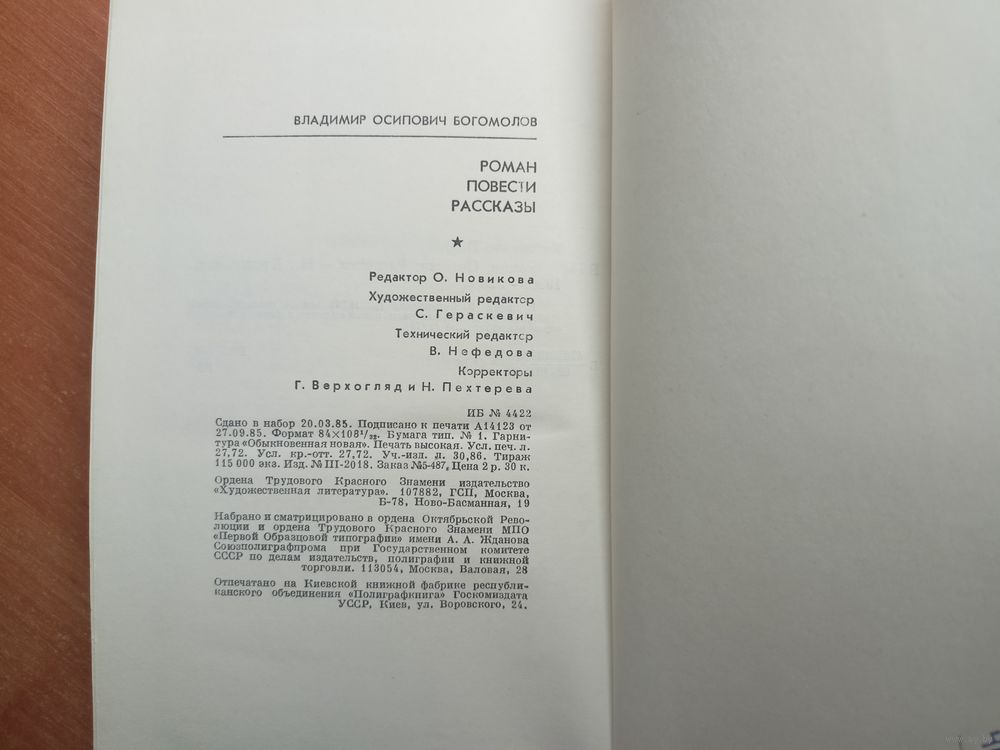 ВЛАДИМИР ОСИПОВИЧ БОГОМОЛОВ
РОМАН
ПОВЕСТИ
РАССКАЗЫ
★
Редактор О. Новикова
Художественный редактор
С. Гераскевич
Технический редактор
В. Нефедова
Корректоры
Г. Верхогляд и Н. Пехтерева
ИБ № 4422
Сдано в набор 20.03.85. Подписано к печати А14123 от
27.09.85. Формат 84×108¹/₃₂. Бумага тип. № 1. Гарни-
тура «Обыкновенная новая». Печать высокая. Усл. печ. л.
27,72. Усл. кр.-отт. 27,72. Уч.-изд. л. 30,86. Тираж
115 000 экз. Изд. № III-2018. Заказ №5-487. Цена 2 р. 30 к.
Ордена Трудового Красного Знамени издательство
«Художественная литература». 107882, ГСП, Москва,
Б-78, Ново-Басманная, 19
Набрано и сматрицировано в ордена Октябрьской Рево-
люции и ордена Трудового Красного Знамени МПО
«Первой Образцовой типографии» имени А. А. Жданова
Союзполиграфпрома при Государственном комитете
СССР по делам издательств, полиграфии и книжной
торговли. 113054, Москва, Валовая, 28
Отпечатано на Киевской книжной фабрике республи-
канского объединения «Полиграфкнига» Госкомиздата
УССР, Киев, ул. Воровского, 24.